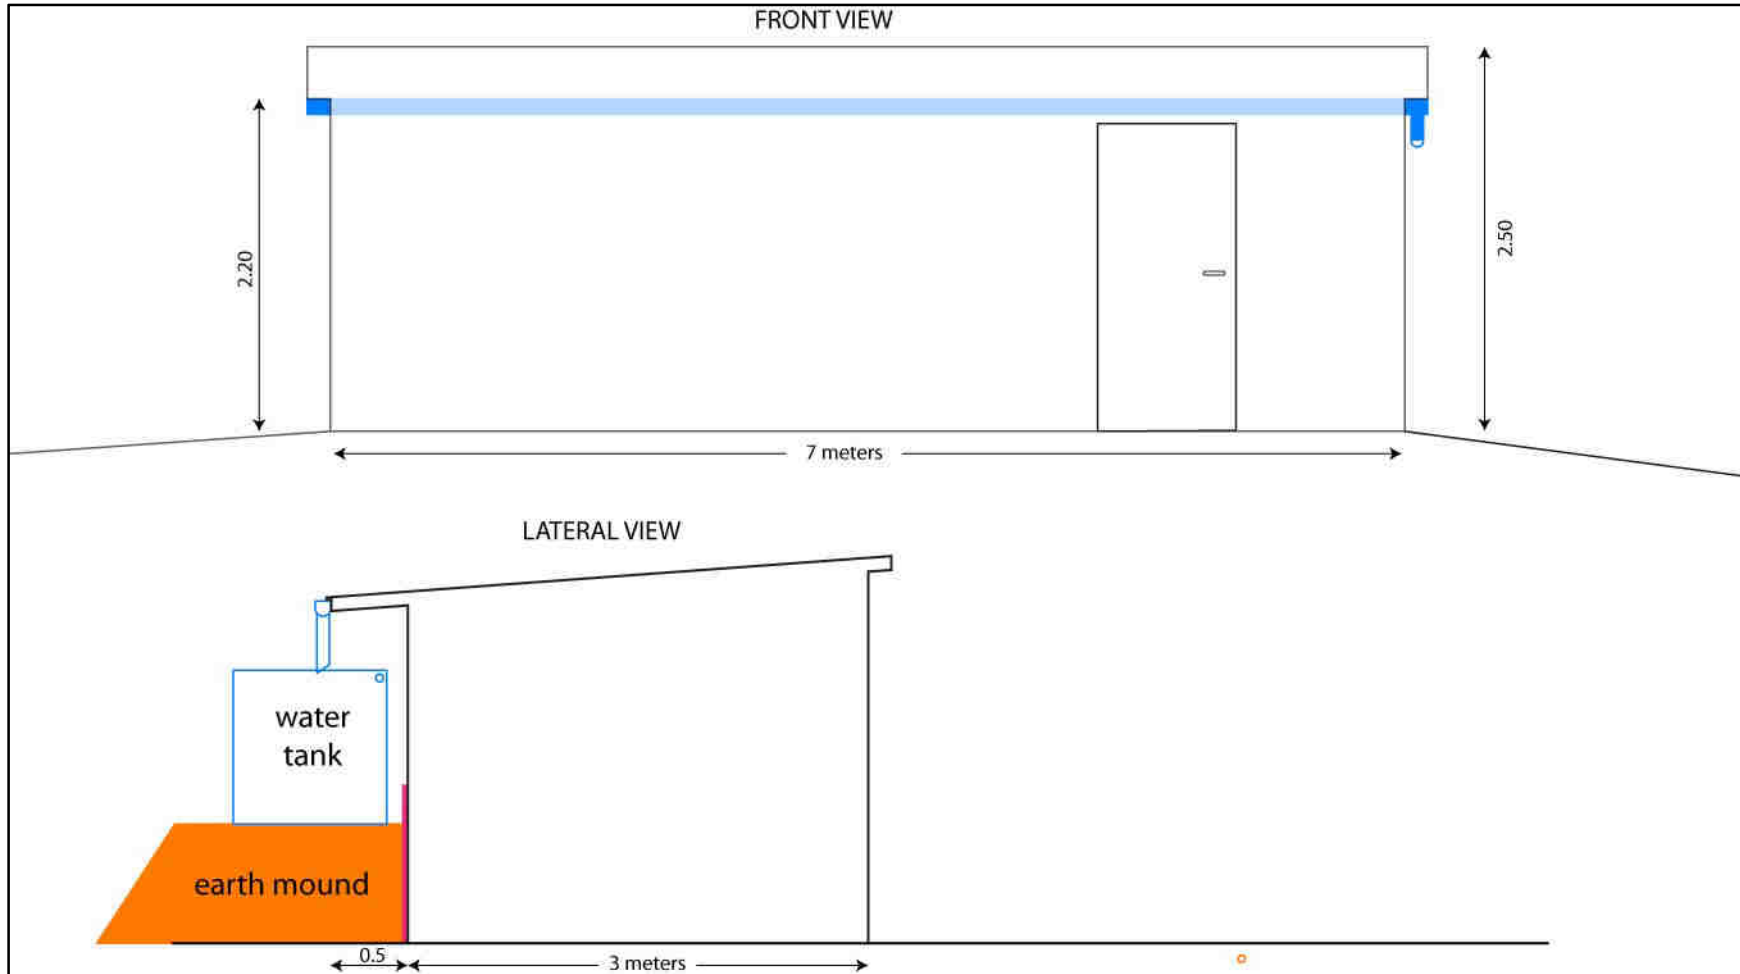 FRONT VIEW
2.20
2.50
7 meters
LATERAL VIEW
water
tank
earth mound
0.5
3 meters